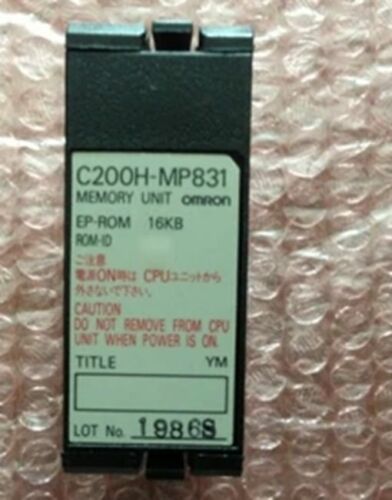 C200H-MP831
MEMORY UNIT omron
EP-ROM 16KB
ROM-ID
ご注意
電源ON時は CPUユニットから
外さないで下さい。
CAUTION
DO NOT REMOVE FROM CPU
UNIT WHEN POWER IS ON.
TITLE YM
LOT No.